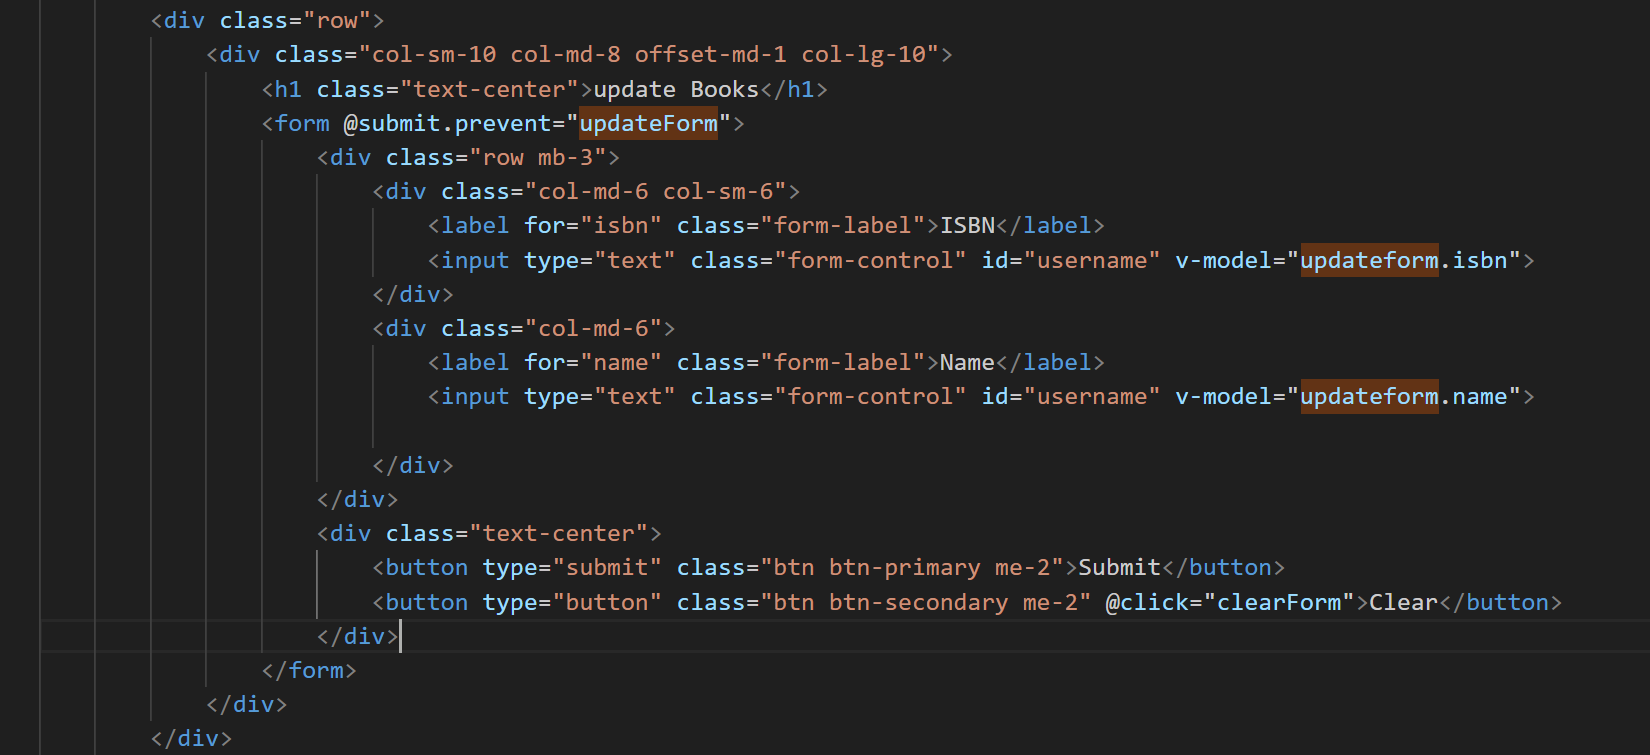 <div class="row">
<div class="col-sm-10 col-md-8 offset-md-1 col-lg-10">
<h1 class="text-center">update Books</h1>
<form @submit.prevent="updateForm">
<div class="row mb-3">
<div class="col-md-6 col-sm-6">
<label for="isbn" class="form-label">ISBN</label>
<input type="text" class="form-control" id="username" v-model="updateform.isbn">
</div>
<div class="col-md-6">
<label for="name" class="form-label">Name</label>
<input type="text" class="form-control" id="username" v-model="updateform.name">
</div>
</div>
<div class="text-center">
<button type="submit" class="btn btn-primary me-2">Submit</button>
<button type="button" class="btn btn-secondary me-2" @click="clearForm">Clear</button>
</div>
</form>
</div>
</div>